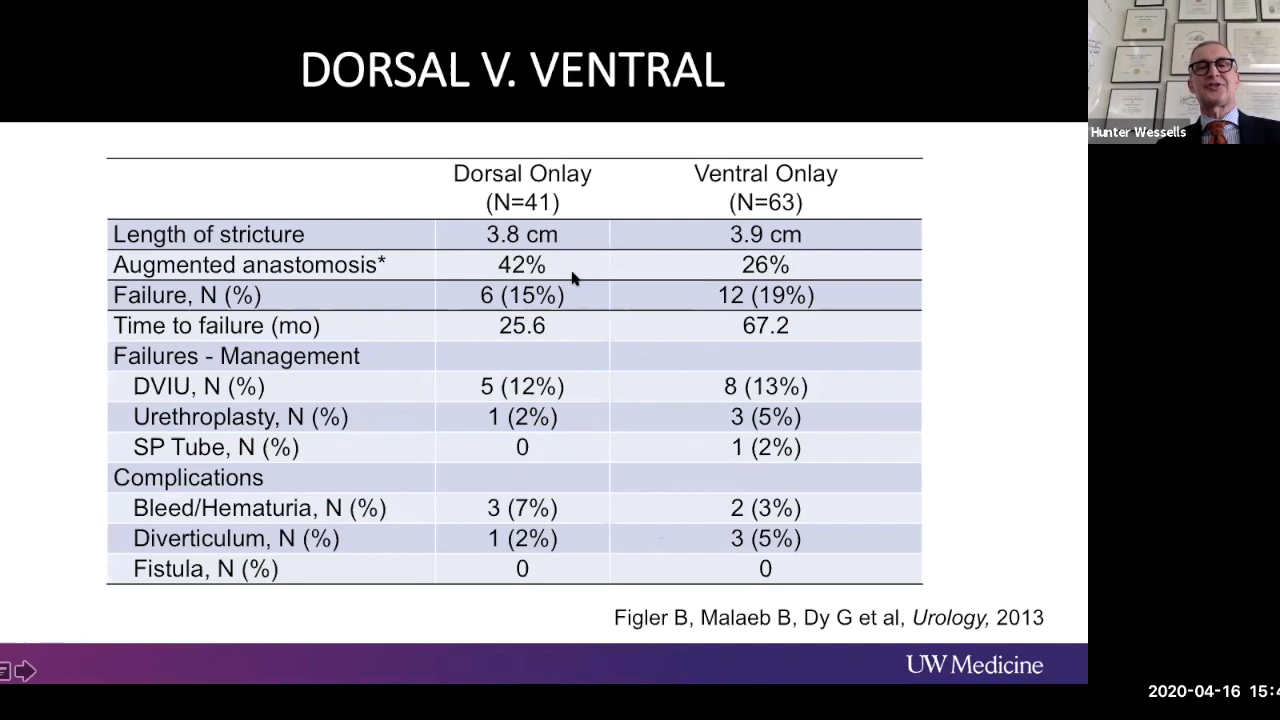 DORSAL V. VENTRAL
Hunter Wessells
Dorsal Onlay (N=41) Ventral Onlay (N=63)
Length of stricture 3.8 cm 3.9 cm
Augmented anastomosis* 42% 26%
Failure, N (%) 6 (15%) 12 (19%)
Time to failure (mo) 25.6 67.2
Failures - Management
DVIU, N (%) 5 (12%) 8 (13%)
Urethroplasty, N (%) 1 (2%) 3 (5%)
SP Tube, N (%) 0 1 (2%)
Complications
Bleed/Hematuria, N (%) 3 (7%) 2 (3%)
Diverticulum, N (%) 1 (2%) 3 (5%)
Fistula, N (%) 0 0
Figler B, Malaeb B, Dy G et al, Urology, 2013
UW Medicine
2020-04-16 15:4